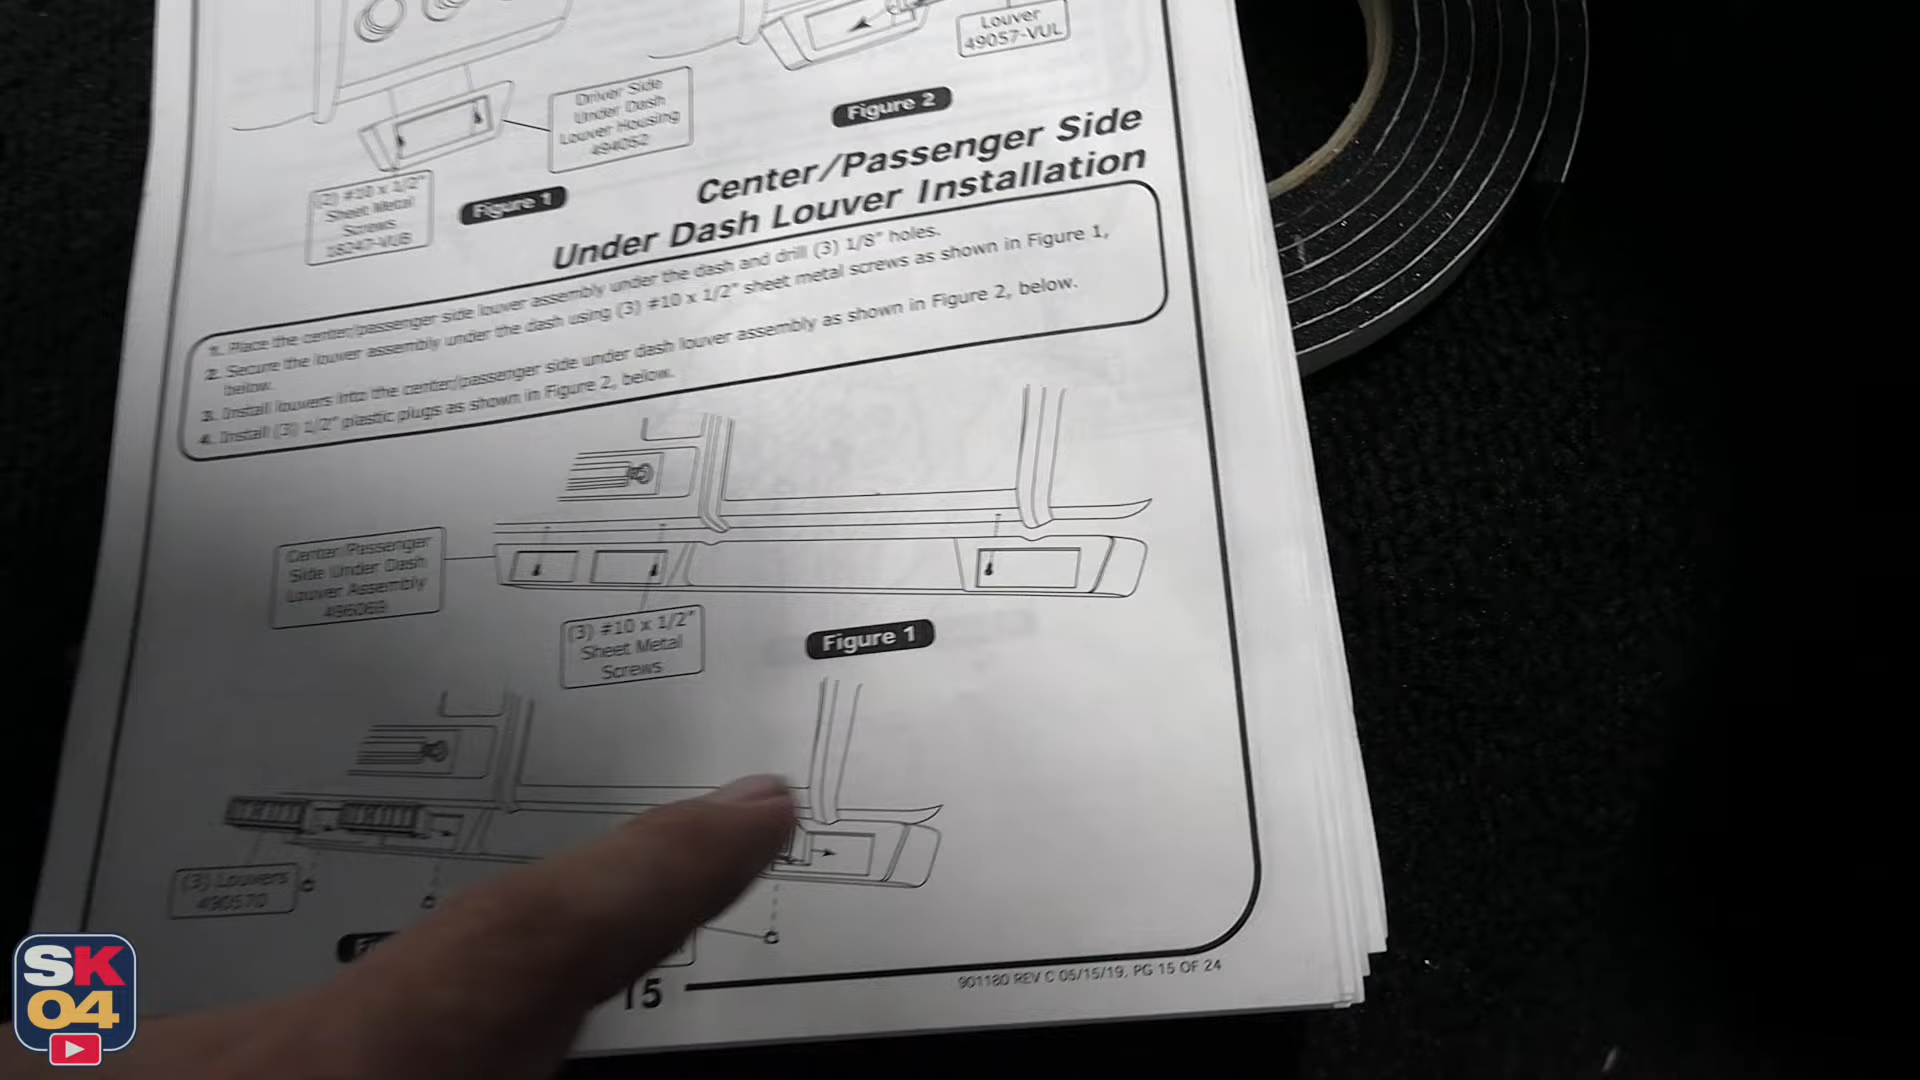 Louver
49057-VUL
Driver Side
Under Dash
Louver Housing
494052
Figure 2
(2) #10 x 1/2"
Sheet Metal
Screws
18247-VUB
Figure 1
Center/Passenger Side
Under Dash Louver Installation
1. Place the center/passenger side louver assembly under the dash and drill (3) 1/8" holes.
2. Secure the louver assembly under the dash using (3) #10 x 1/2" sheet metal screws as shown in Figure 1,
below.
3. Install louvers into the center/passenger side under dash louver assembly as shown in Figure 2, below.
4. Install (3) 1/2" plastic plugs as shown in Figure 2, below.
Center/Passenger
Side Under Dash
Louver Assembly
(3) #10 x 1/2"
Sheet Metal
Screws
Figure 1
(3) Louvers
490570
15
901180 REV C 05/15/19, PG 15 OF 24
SK
04